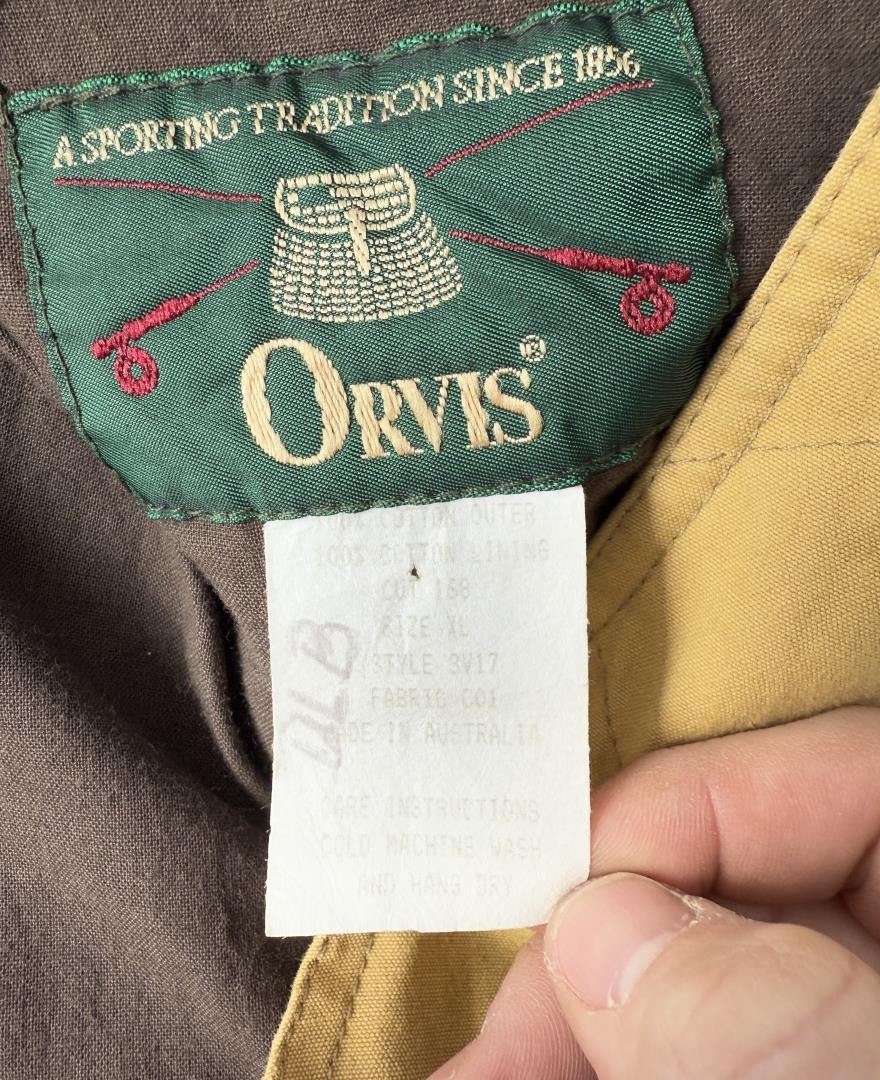 A SPORTING TRADITION SINCE 1856
ORVIS®
100% COTTON OUTER
100% COTTON LINING
CUT 168
SIZE XL
STYLE 3V17
FABRIC C01
MADE IN AUSTRALIA
CARE INSTRUCTIONS
COLD MACHINE WASH
AND HANG DRY